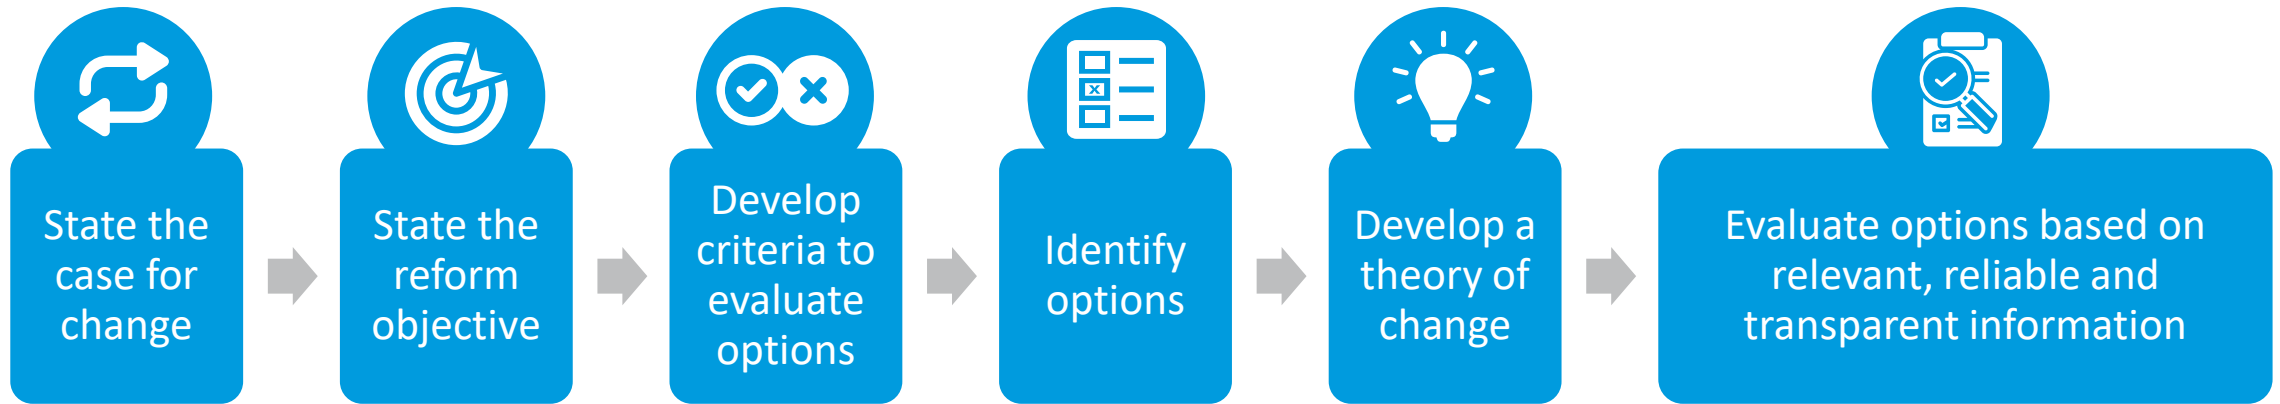 State the
case for
change
State the
reform
objective
Develop
criteria to
evaluate
options
Identify
options
Develop a
theory of
change
Evaluate options based on
relevant, reliable and
transparent information